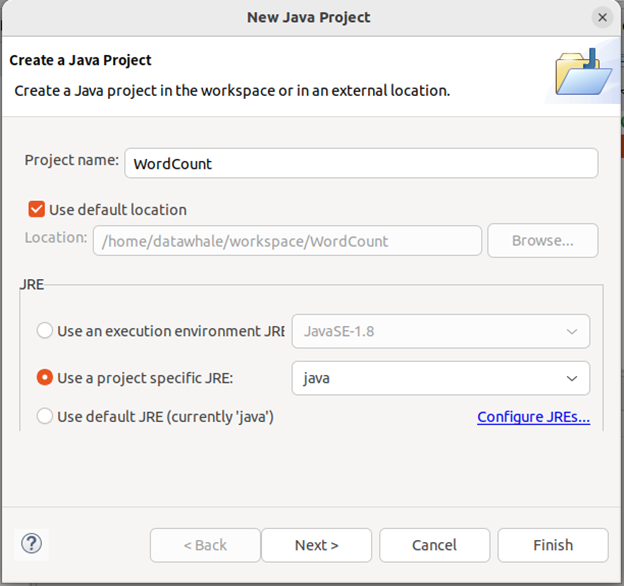 New Java Project
Create a Java Project
Create a Java project in the workspace or in an external location.
Project name: WordCount
Use default location
Location: /home/datawhale/workspace/WordCount Browse...
JRE
Use an execution environment JRE JavaSE-1.8
Use a project specific JRE: java
Use default JRE (currently 'java') Configure JREs...
? < Back Next > Cancel Finish